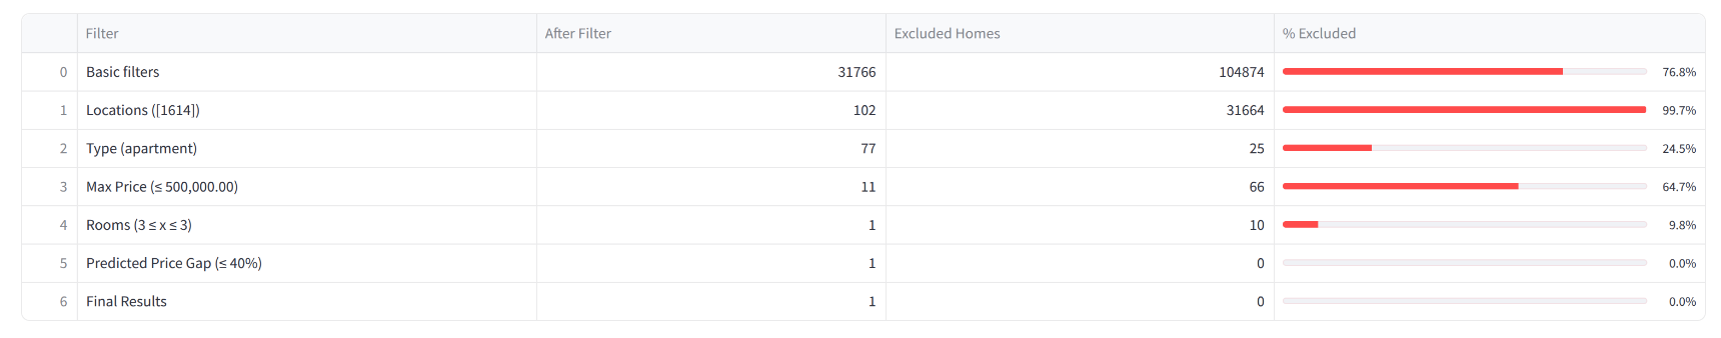 Filter After Filter Excluded Homes % Excluded
0 Basic filters 31766 104874 76.8%
1 Locations ([1614]) 102 31664 99.7%
2 Type (apartment) 77 25 24.5%
3 Max Price (≤ 500,000.00) 11 66 64.7%
4 Rooms (3 ≤ x ≤ 3) 1 10 9.8%
5 Predicted Price Gap (≤ 40%) 1 0 0.0%
6 Final Results 1 0 0.0%